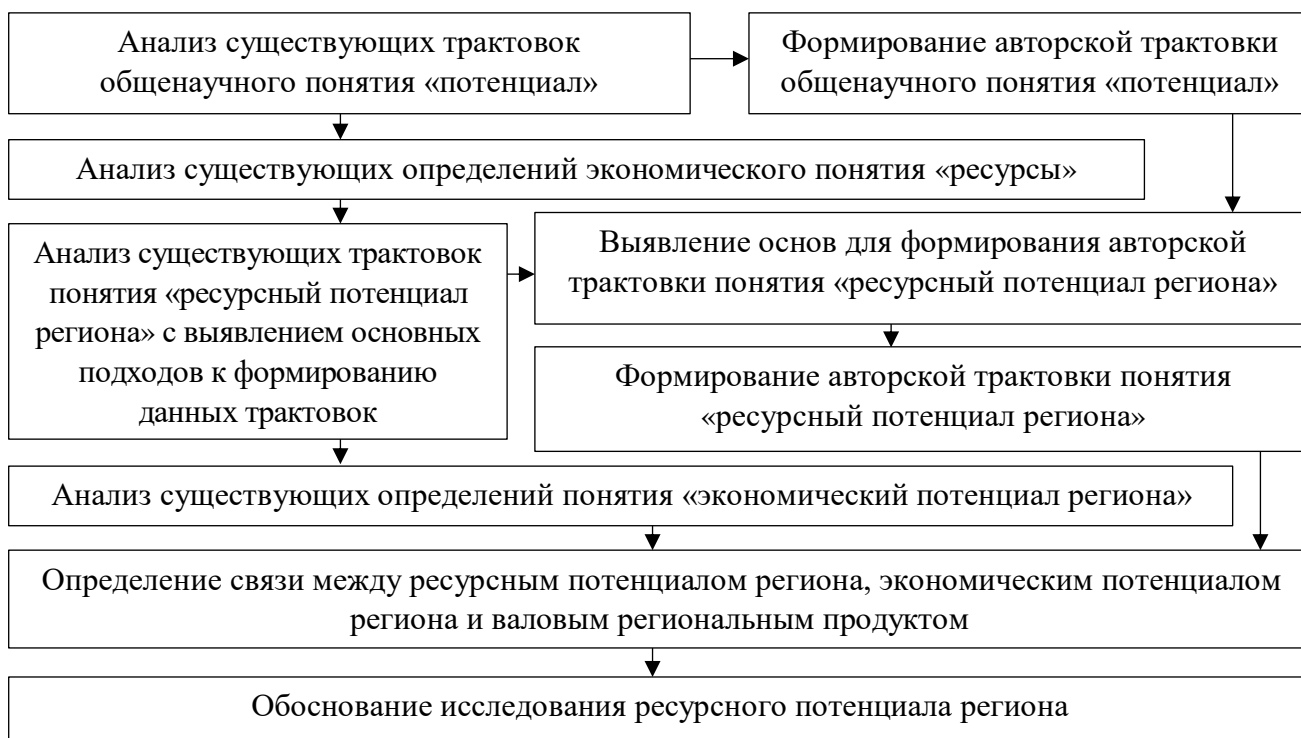 Анализ существующих трактовок
общенаучного понятия «потенциал»
Формирование авторской трактовки
общенаучного понятия «потенциал»
Анализ существующих определений экономического понятия «ресурсы»
Анализ существующих трактовок
понятия «ресурсный потенциал
региона» с выявлением основных
подходов к формированию
данных трактовок
Выявление основ для формирования авторской
трактовки понятия «ресурсный потенциал региона»
Формирование авторской трактовки понятия
«ресурсный потенциал региона»
Анализ существующих определений понятия «экономический потенциал региона»
Определение связи между ресурсным потенциалом региона, экономическим потенциалом
региона и валовым региональным продуктом
Обоснование исследования ресурсного потенциала региона